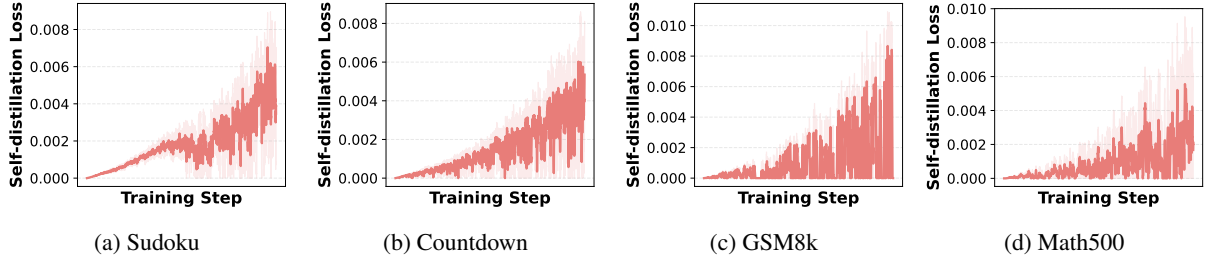 Self-distillation Loss
0.008
0.006
0.004
0.002
0.000
Training Step
(a) Sudoku
Self-distillation Loss
0.008
0.006
0.004
0.002
0.000
Training Step
(b) Countdown
Self-distillation Loss
0.010
0.008
0.006
0.004
0.002
0.000
Training Step
(c) GSM8k
Self-distillation Loss
0.010
0.008
0.006
0.004
0.002
0.000
Training Step
(d) Math500